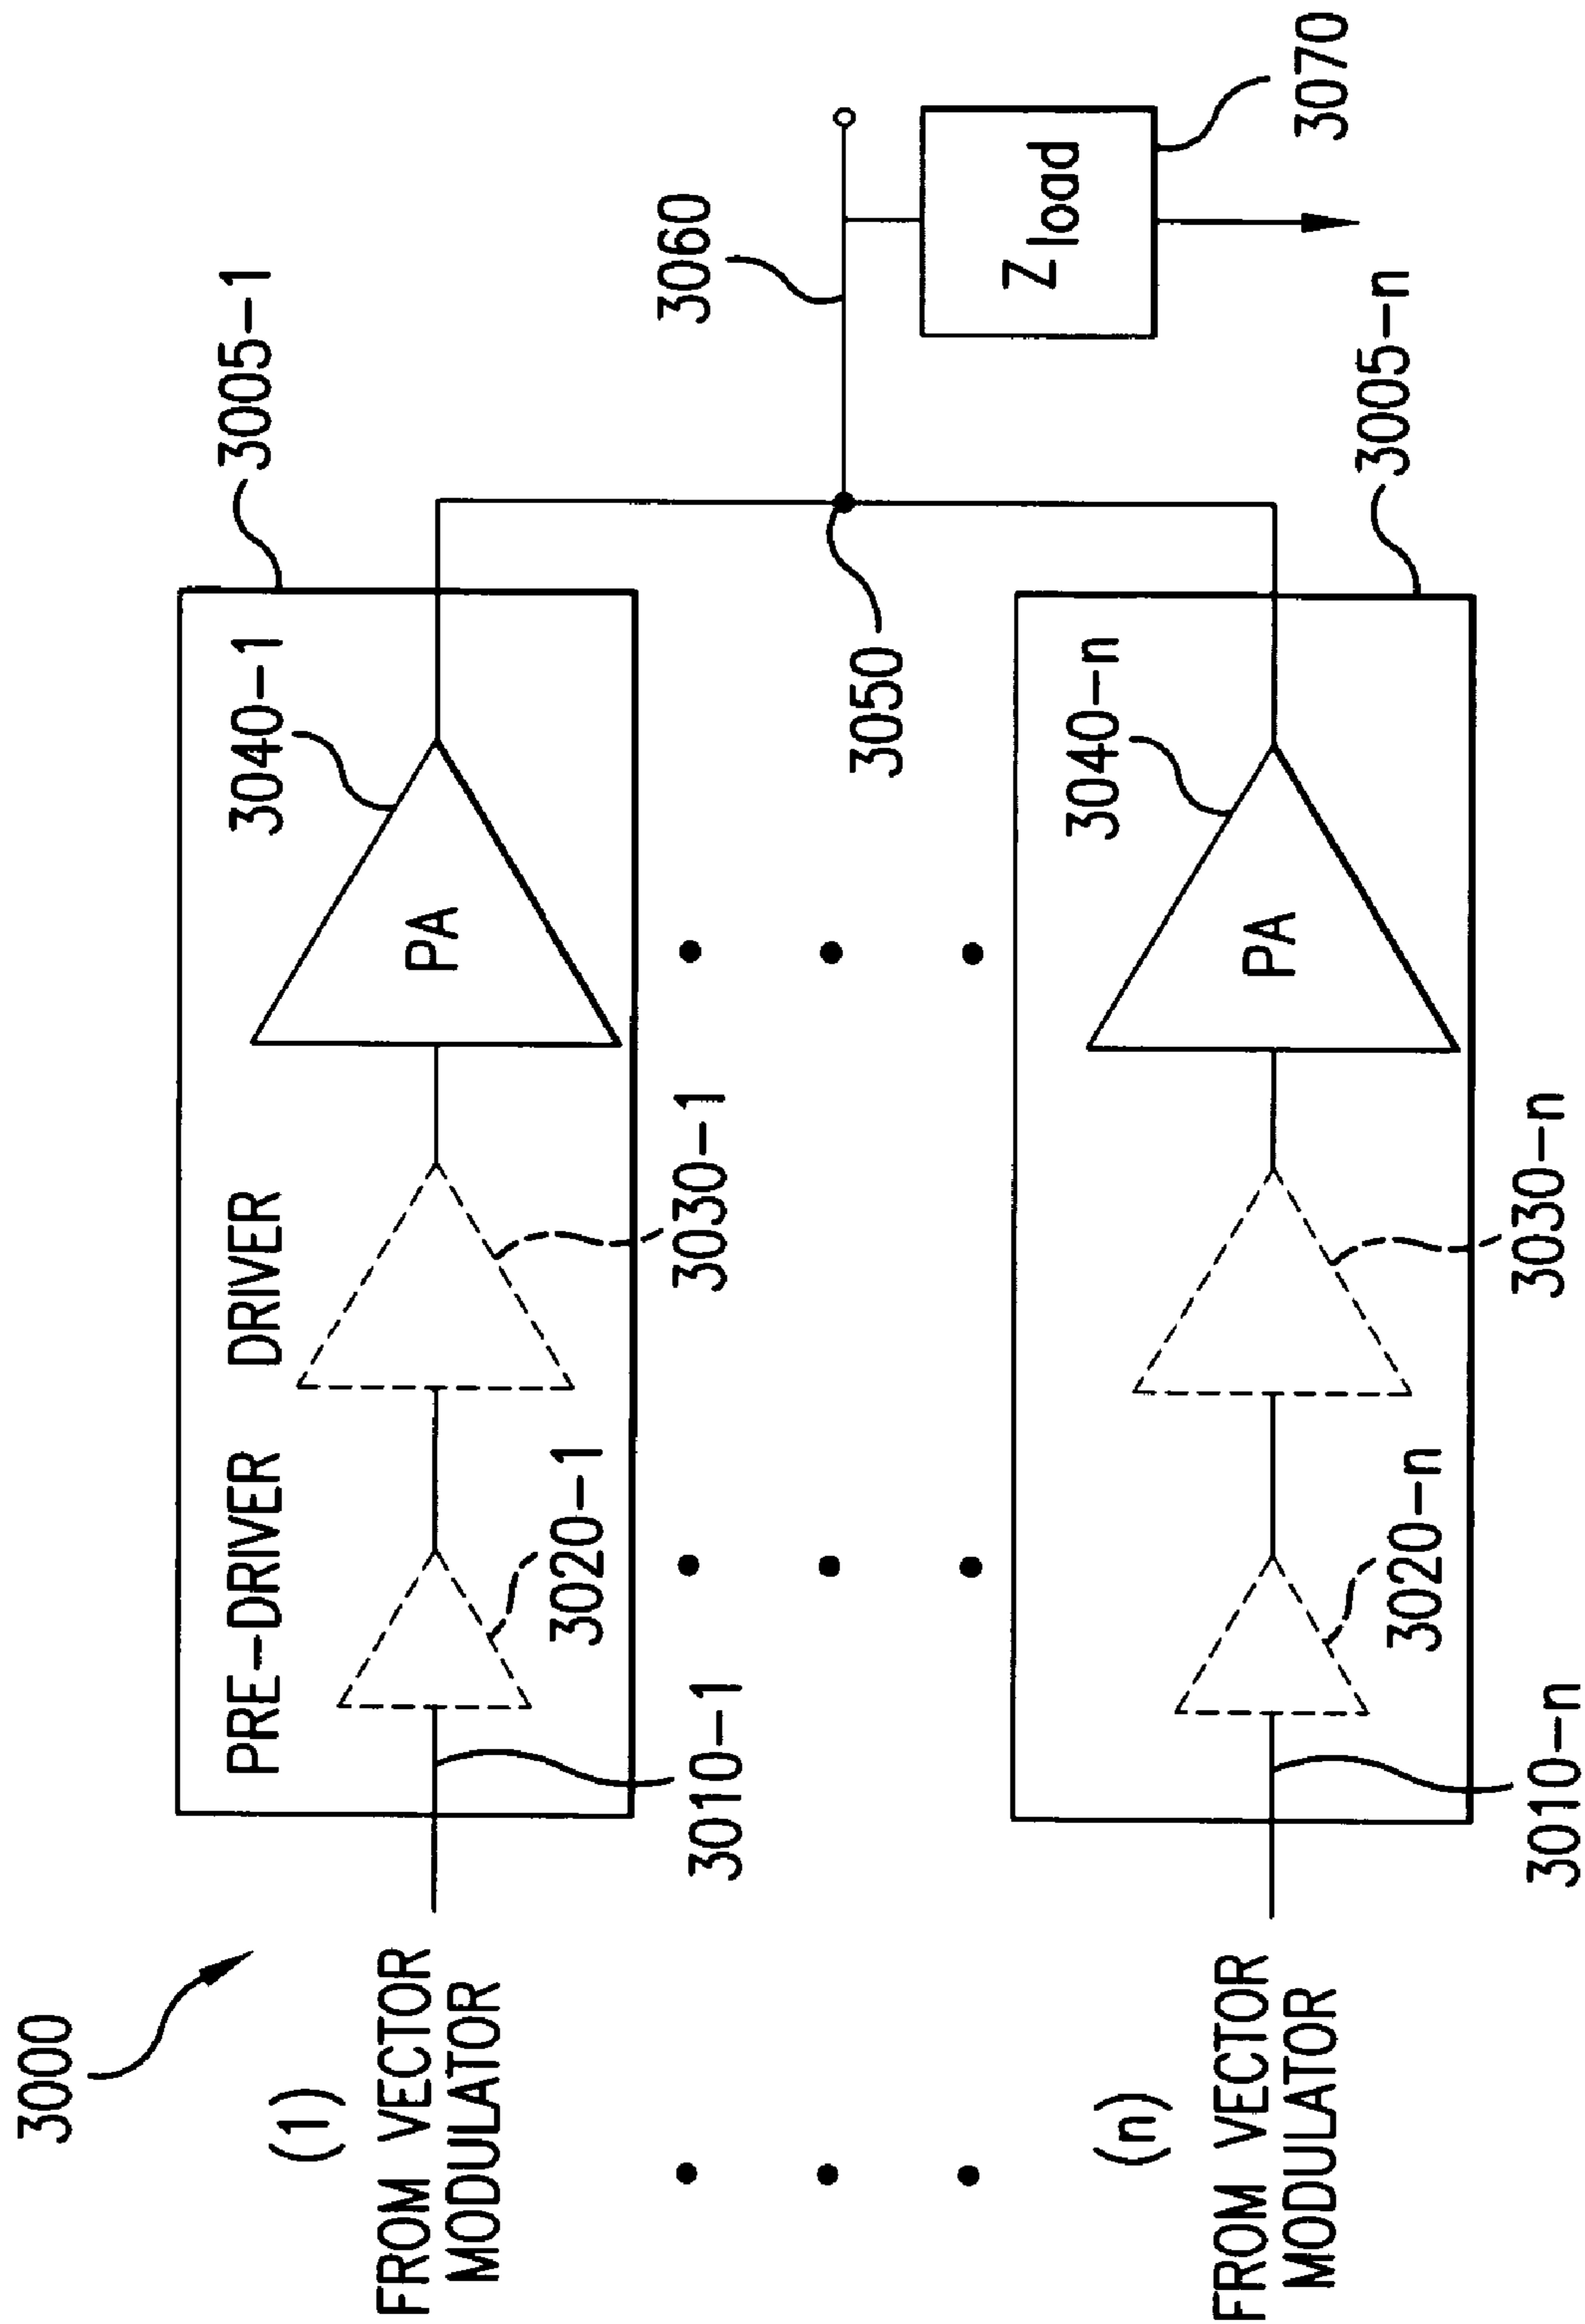 3000
(1)
FROM VECTOR
MODULATOR
3010-1
PRE-DRIVER
3020-1
DRIVER
3030-1
PA
3040-1
3005-1
3050
3060
Z load
3070
(n)
FROM VECTOR
MODULATOR
3010-n
3020-n
3030-n
PA
3040-n
3005-n